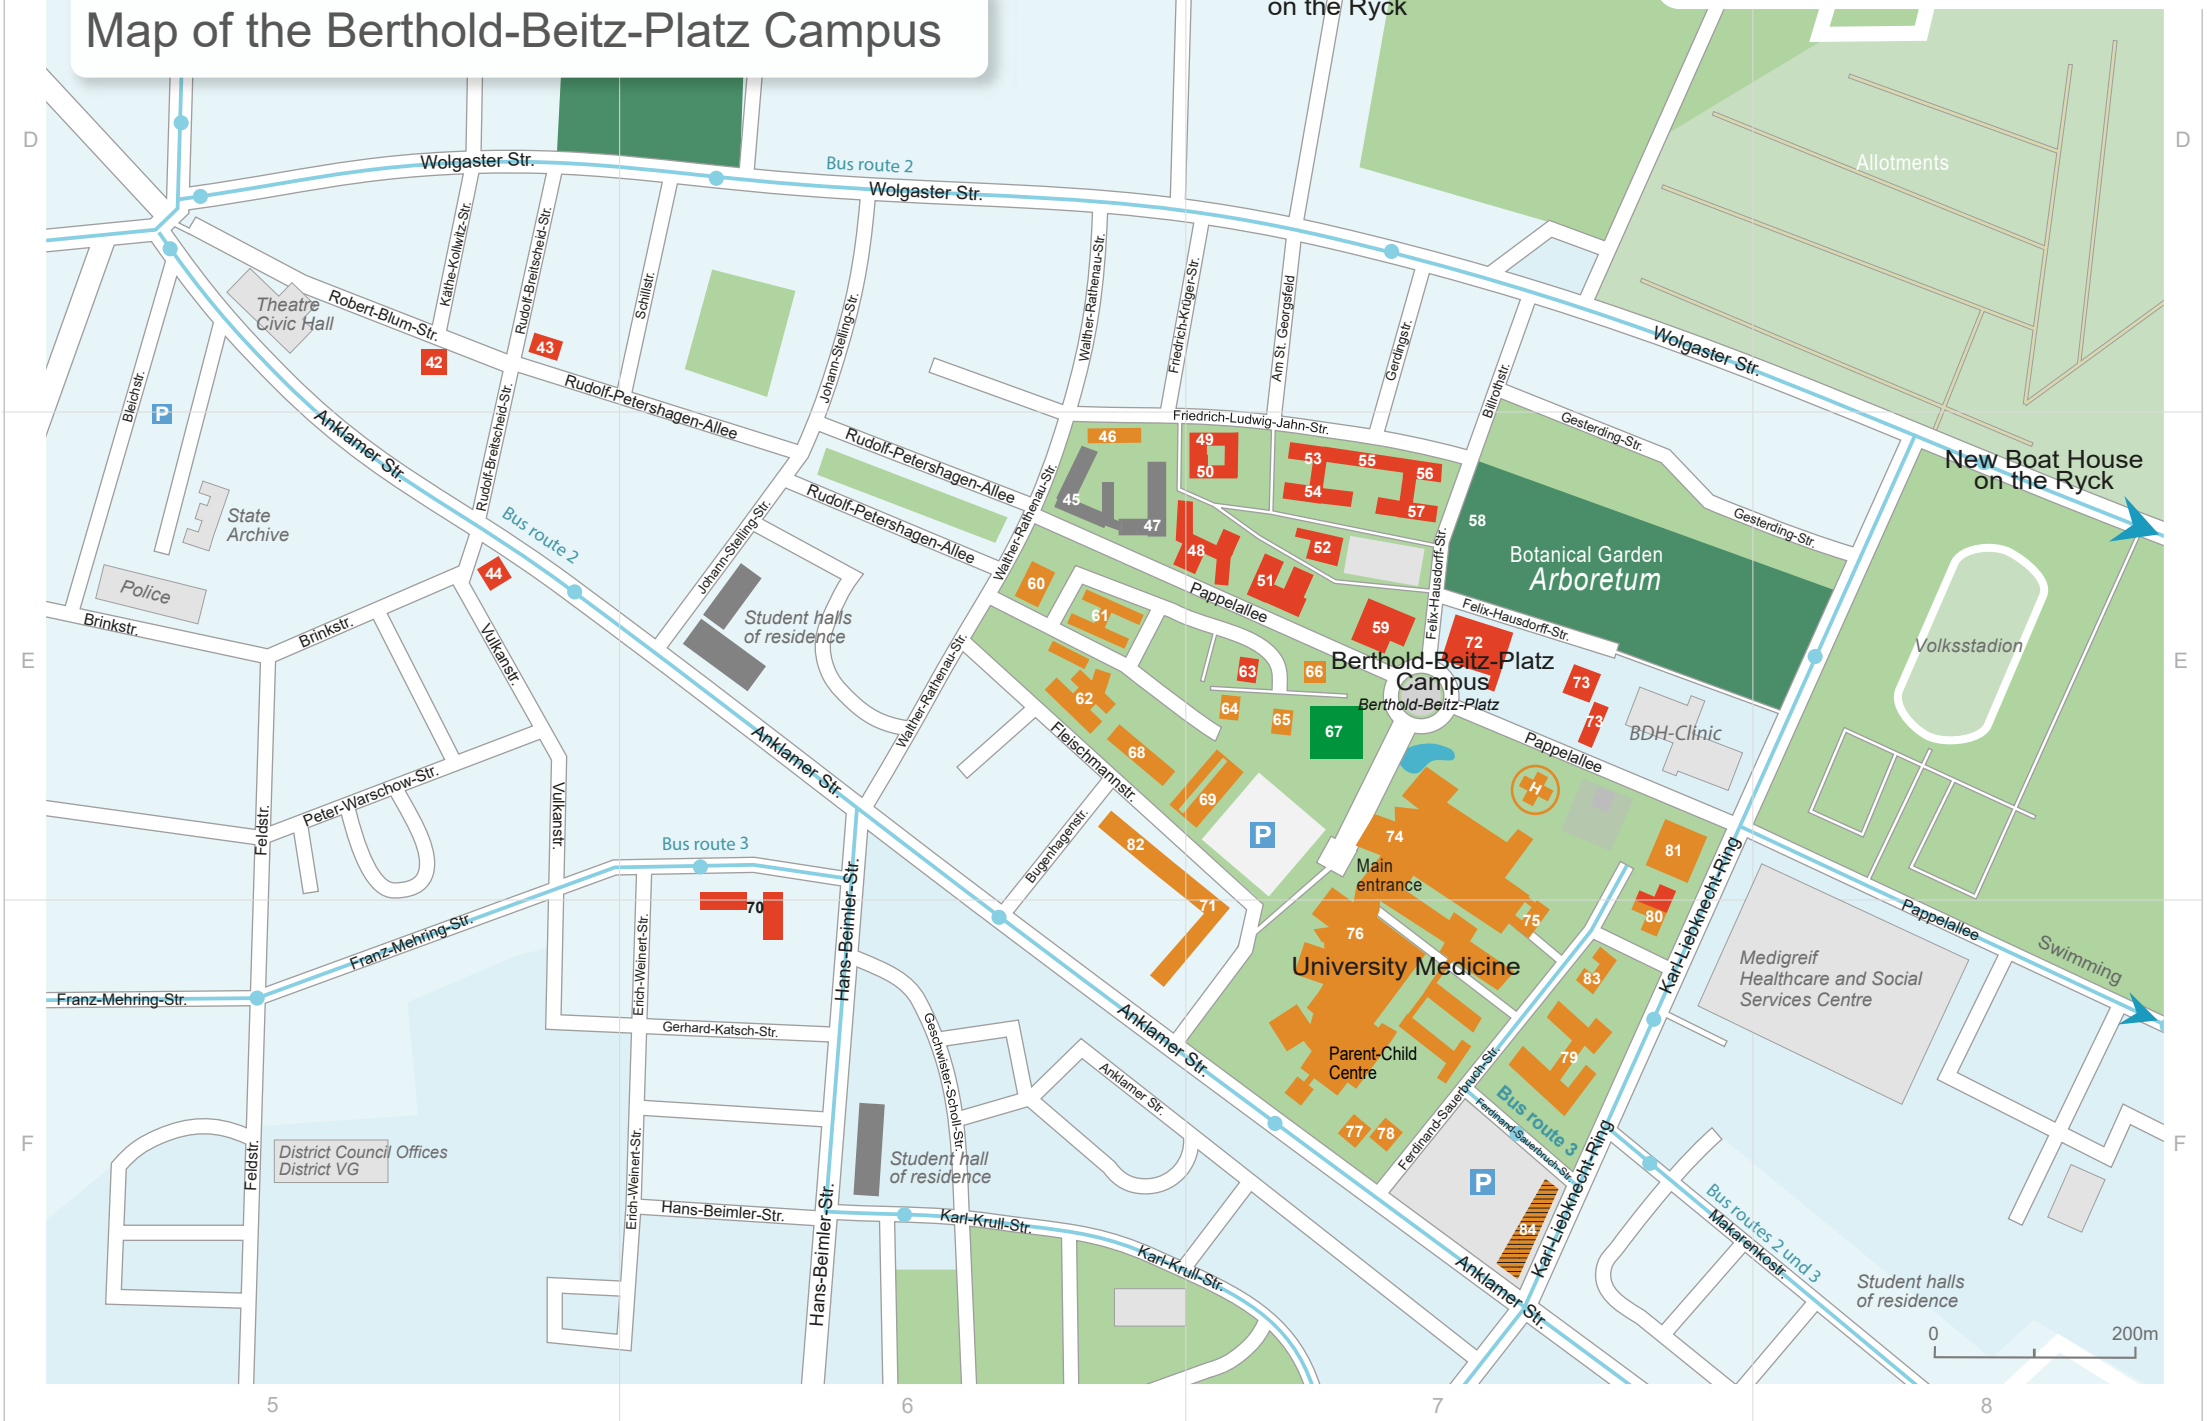 Map of the Berthold-Beitz-Platz Campus
on the Ryck
D
D
Wolgaster Str.
Bus route 2
Wolgaster Str.
Allotments
Käthe-Kollwitz-Str.
Rudolf-Breitscheid-Str.
Schillstr.
Johann-Stelling-Str.
Walther-Rathenau-Str.
Friedrich-Krüger-Str.
Am St. Georgsfeld
Gerdingstr.
Billrothstr.
Wolgaster Str.
Theatre
Civic Hall
Robert-Blum-Str.
42
43
Bleichstr.
P
Anklamer Str.
Rudolf-Breitscheid-Str.
Rudolf-Petershagen-Allee
Rudolf-Petershagen-Allee
Rudolf-Petershagen-Allee
Friedrich-Ludwig-Jahn-Str.
Gesterding-Str.
Gesterding-Str.
New Boat House
on the Ryck
46
49
50
53
55
56
54
57
45
47
48
52
51
58
Botanical Garden
Arboretum
State
Archive
Police
Bus route 2
44
Johann-Stelling-Str.
Walther-Rathenau-Str.
Student halls
of residence
60
61
Pappelallee
59
Felix-Hausdorff-Str.
Felix-Hausdorff-Str.
72
Brinkstr.
Brinkstr.
Vulkanstr.
E
E
Volksstadion
Berthold-Beitz-Platz
Campus
Berthold-Beitz-Platz
63
66
73
73
BDH-Clinic
62
64
65
67
Walther-Rathenau-Str.
Fleischmannstr.
68
69
Pappelallee
H
Anklamer Str.
Peter-Warschow-Str.
Feldstr.
Vulkanstr.
Bus route 3
Bugenhagenstr.
82
P
74
Main
entrance
81
80
Karl-Liebknecht-Ring
70
71
75
76
University Medicine
Pappelallee
Swimming
Medigreif
Healthcare and Social
Services Centre
Franz-Mehring-Str.
Franz-Mehring-Str.
Erich-Weinert-Str.
Hans-Beimler-Str.
Gerhard-Katsch-Str.
Geschwister-Scholl-Str.
Anklamer Str.
Anklamer Str.
83
79
Parent-Child
Centre
Ferdinand-Sauerbruch-Str.
Ferdinand-Sauerbruch-Str.
Bus route 3
77
78
F
F
District Council Offices
District VG
Feldstr.
Erich-Weinert-Str.
Hans-Beimler-Str.
Hans-Beimler-Str.
Student hall
of residence
Karl-Krull-Str.
Karl-Krull-Str.
P
84
Karl-Liebknecht-Ring
Anklamer Str.
Bus routes 2 und 3
Makarenkostr.
Student halls
of residence
0
200m
5
6
7
8